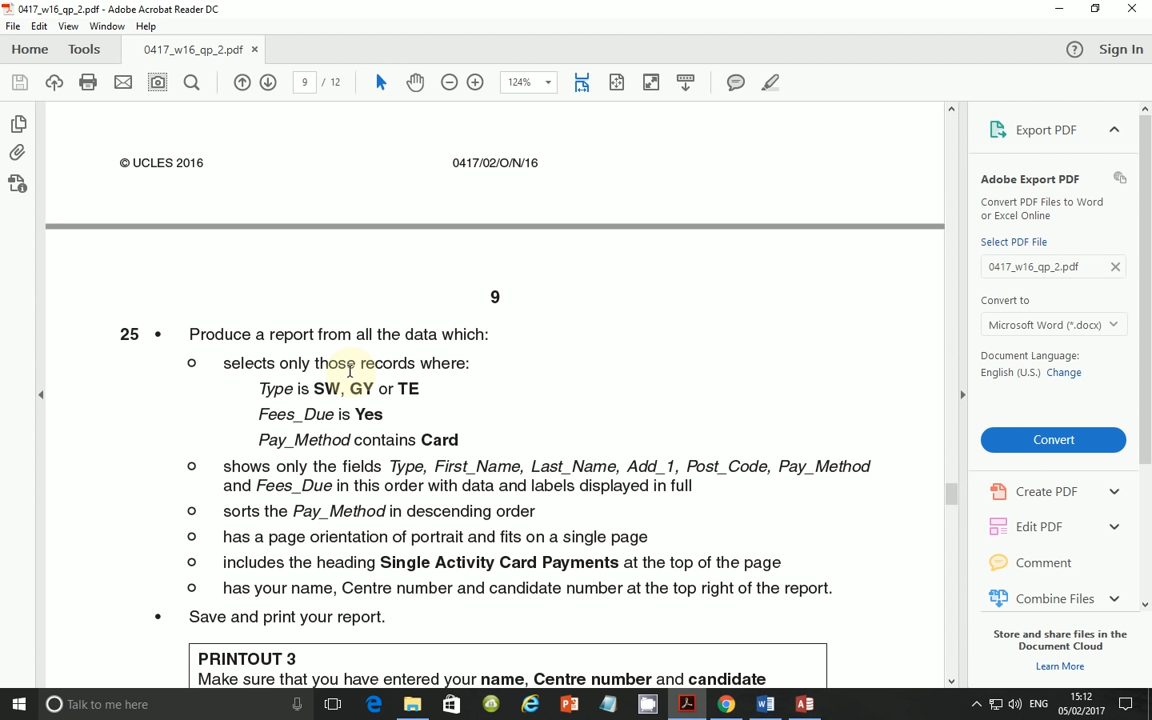 0417_w16_qp_2.pdf - Adobe Acrobat Reader DC
File Edit View Window Help
Home Tools 0417_w16_qp_2.pdf × Sign In
9 / 12 124%
© UCLES 2016 0417/02/O/N/16
9
25 • Produce a report from all the data which:
o selects only those records where:
Type is SW, GY or TE
Fees_Due is Yes
Pay_Method contains Card
o shows only the fields Type, First_Name, Last_Name, Add_1, Post_Code, Pay_Method
and Fees_Due in this order with data and labels displayed in full
o sorts the Pay_Method in descending order
o has a page orientation of portrait and fits on a single page
o includes the heading Single Activity Card Payments at the top of the page
o has your name, Centre number and candidate number at the top right of the report.
• Save and print your report.
PRINTOUT 3
Make sure that you have entered your name, Centre number and candidate
Export PDF
Adobe Export PDF
Convert PDF Files to Word
or Excel Online
Select PDF File
0417_w16_qp_2.pdf
Convert to
Microsoft Word (*.docx)
Document Language:
English (U.S.) Change
Convert
Create PDF
Edit PDF
Comment
Combine Files
Store and share files in the
Document Cloud
Learn More
Talk to me here
ENG
15:12
05/02/2017